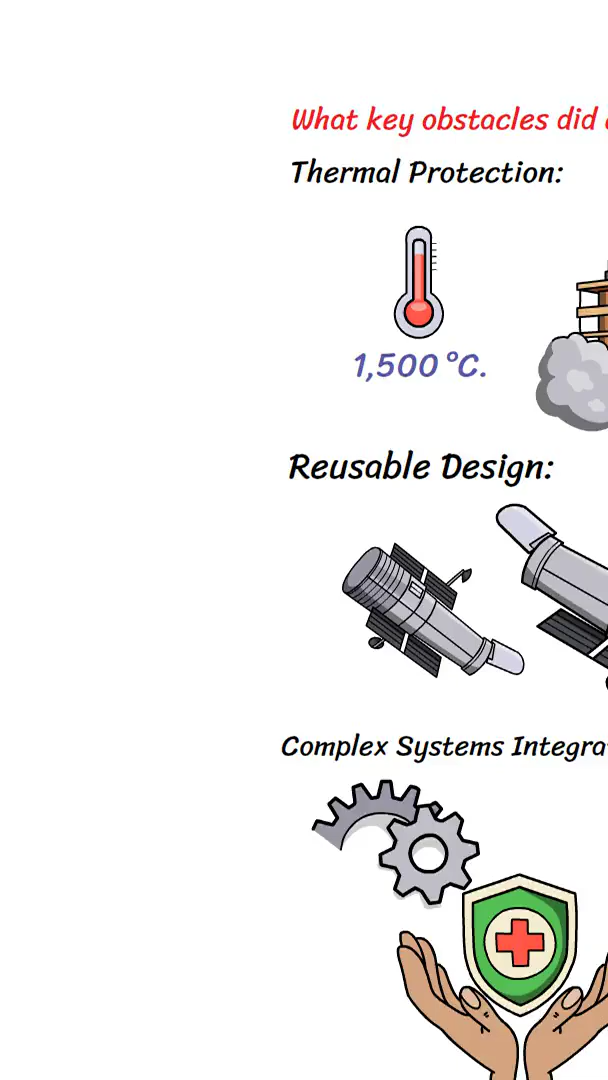 What key obstacles did
Thermal Protection:
1,500 °C.
Reusable Design:
Complex Systems